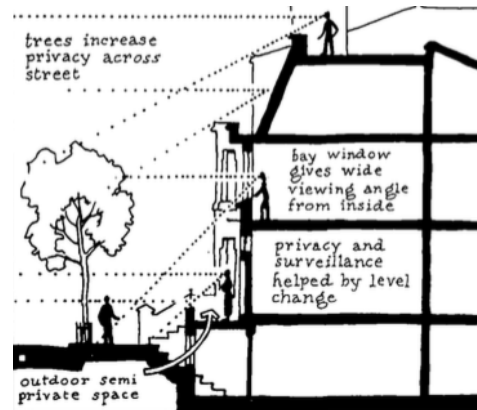 trees increase
privacy across
street
bay window
gives wide
viewing angle
from inside
privacy and
surveillance
helped by level
change
outdoor semi
private space